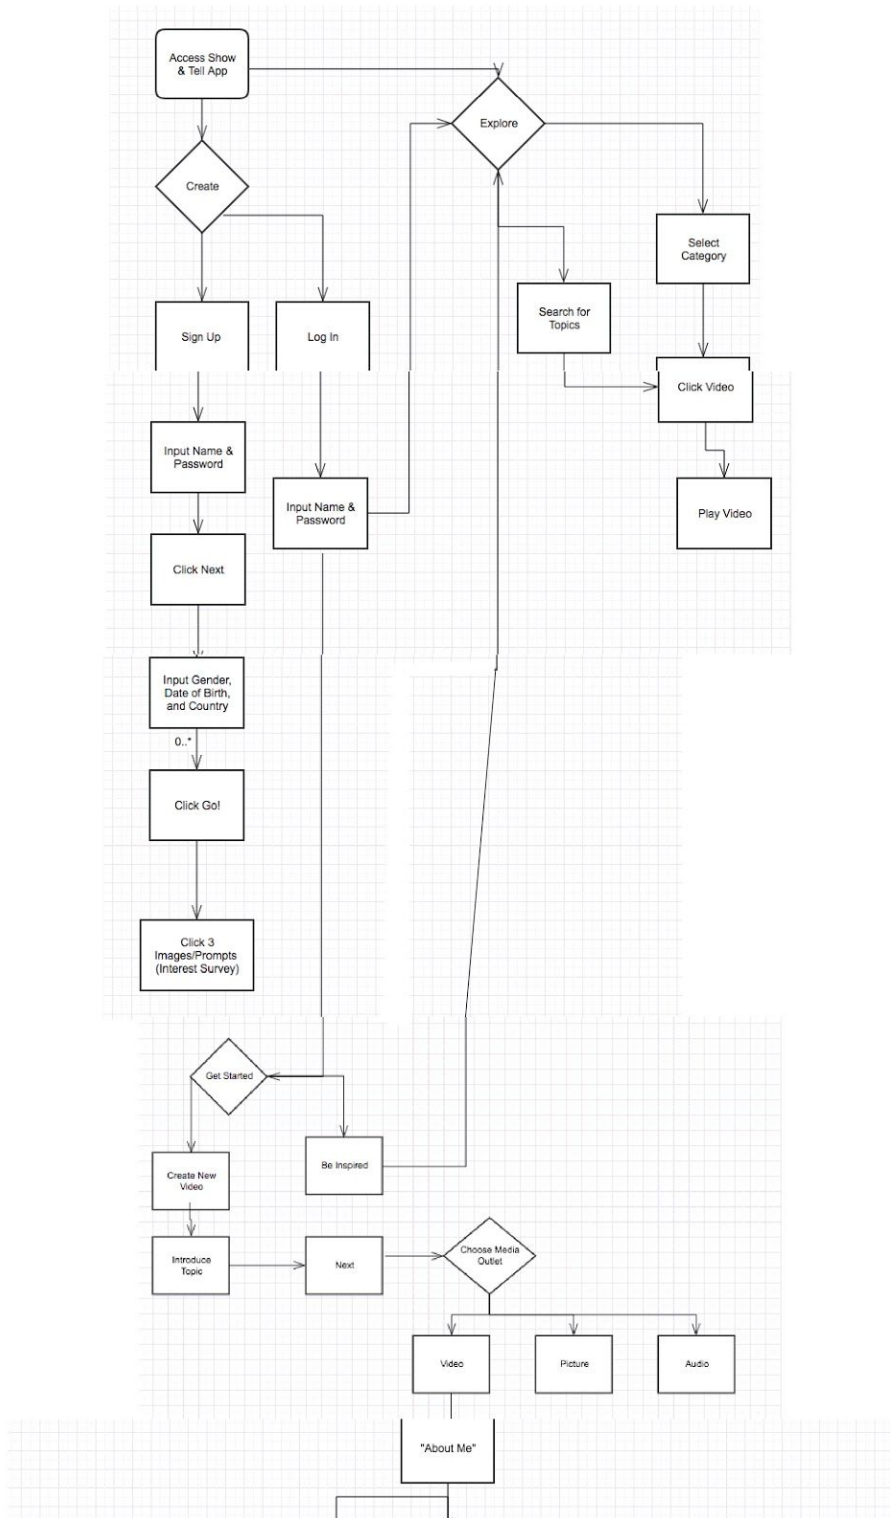 Access Show
& Tell App
Explore
Create
Select
Category
Search for
Topics
Sign Up
Log In
Click Video
Input Name &
Password
Input Name &
Password
Play Video
Click Next
Input Gender,
Date of Birth,
and Country
0..*
Click Go!
Click 3
Images/Prompts
(Interest Survey)
Get Started
Create New
Video
Be Inspired
Introduce
Topic
Next
Choose Media
Outlet
Video
Picture
Audio
"About Me"